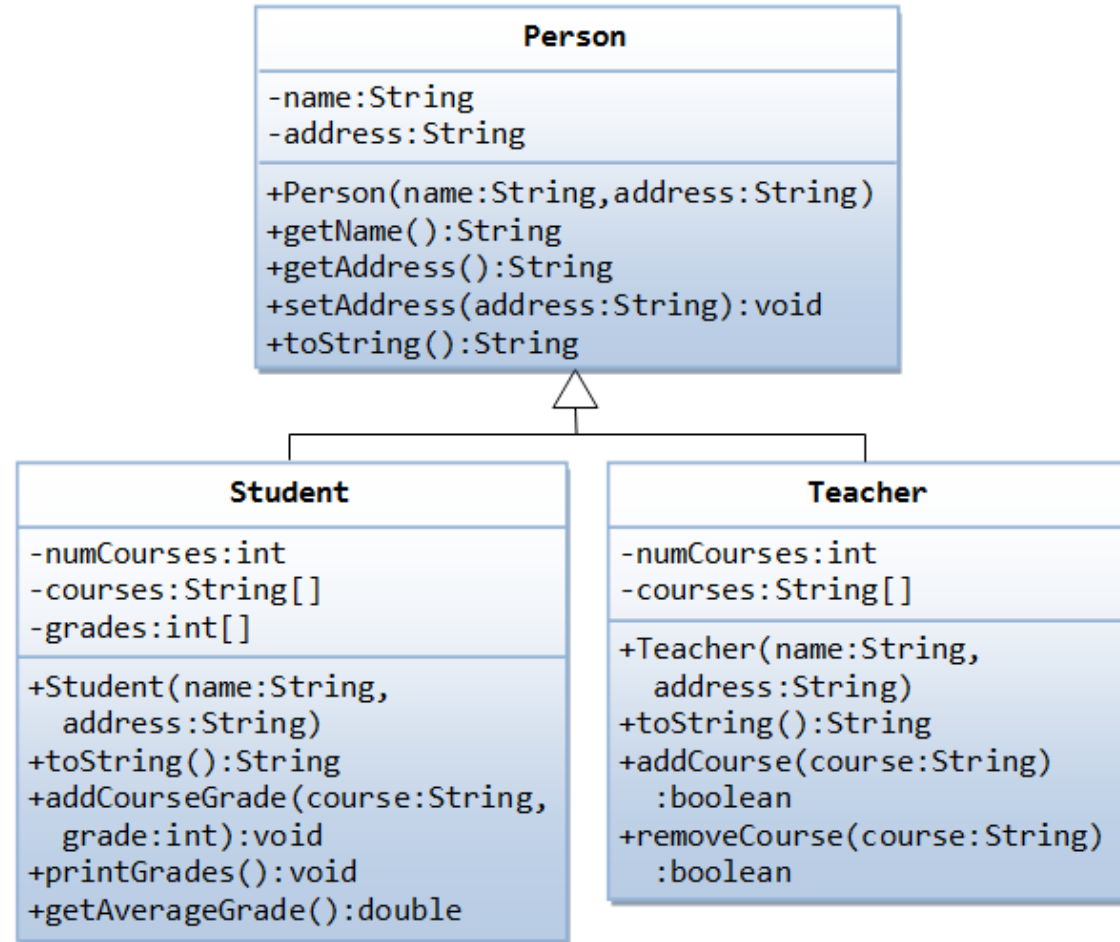 Person
-name:String
-address:String
+Person(name:String,address:String)
+getName():String
+getAddress():String
+setAddress(address:String):void
+toString():String
Student
-numCourses:int
-courses:String[]
-grades:int[]
+Student(name:String,
address:String)
+toString():String
+addCourseGrade(course:String,
grade:int):void
+printGrades():void
+getAverageGrade():double
Teacher
-numCourses:int
-courses:String[]
+Teacher(name:String,
address:String)
+toString():String
+addCourse(course:String)
:boolean
+removeCourse(course:String)
:boolean